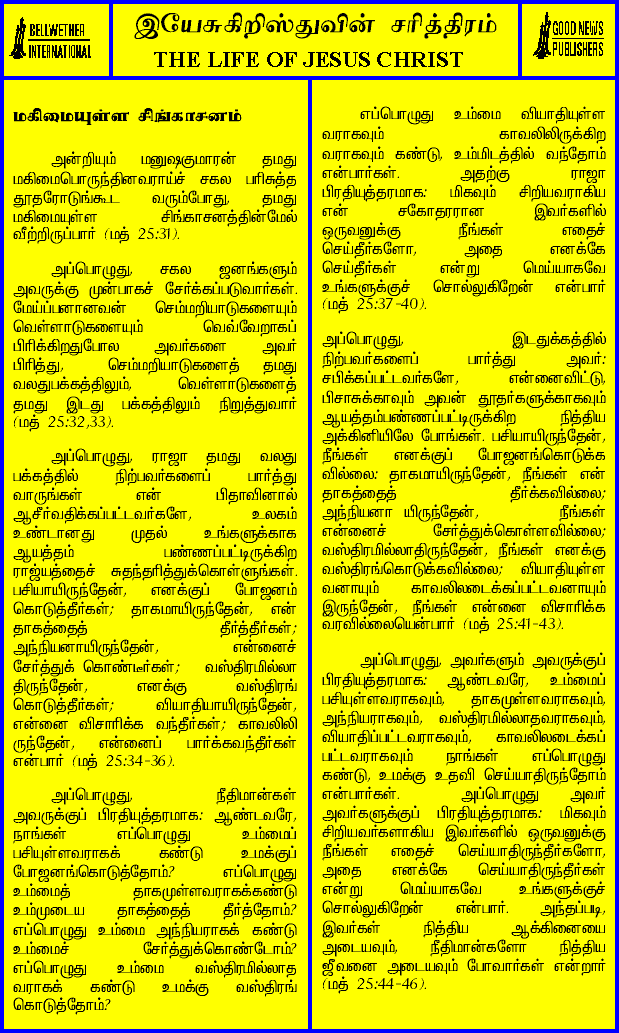 BELLWETHER
INTERNATIONAL
இயேசுகிறிஸ்துவின் சரித்திரம்
THE LIFE OF JESUS CHRIST
GOOD NEWS
PUBLISHERS
மகிமையுள்ள சிங்காசனம்
அன்றியும் மனுஷகுமாரன் தமது
மகிமைபொருந்தினவராய்ச் சகல பரிசுத்த
தூதரோடுங்கூட வரும்போது, தமது
மகிமையுள்ள சிங்காசனத்தின்மேல்
வீற்றிருப்பார் (மத் 25:31).
அப்பொழுது, சகல ஜனங்களும்
அவருக்கு முன்பாகச் சேர்க்கப்படுவார்கள்.
மேய்ப்பனானவன் செம்மறியாடுகளையும்
வெள்ளாடுகளையும் வெவ்வேறாகப்
பிரிக்கிறதுபோல அவர்களை அவர்
பிரித்து, செம்மறியாடுகளைத் தமது
வலதுபக்கத்திலும், வெள்ளாடுகளைத்
தமது இடது பக்கத்திலும் நிறுத்துவார்
(மத் 25:32,33).
அப்பொழுது, ராஜா தமது வலது
பக்கத்தில் நிற்பவர்களைப் பார்த்து
வாருங்கள் என் பிதாவினால்
ஆசீர்வதிக்கப்பட்டவர்களே, உலகம்
உண்டானது முதல் உங்களுக்காக
ஆயத்தம் பண்ணப்பட்டிருக்கிற
ராஜ்யத்தைச் சுதந்தரித்துக்கொள்ளுங்கள்.
பசியாயிருந்தேன், எனக்குப் போஜனம்
கொடுத்தீர்கள்; தாகமாயிருந்தேன், என்
தாகத்தைத் தீர்த்தீர்கள்;
அந்நியனாயிருந்தேன், என்னைச்
சேர்த்துக் கொண்டீர்கள்; வஸ்திரமில்லா
திருந்தேன், எனக்கு வஸ்திரங்
கொடுத்தீர்கள்; வியாதியாயிருந்தேன்,
என்னை விசாரிக்க வந்தீர்கள்; காவலிலி
ருந்தேன், என்னைப் பார்க்கவந்தீர்கள்
என்பார் (மத் 25:34-36).
அப்பொழுது, நீதிமான்கள்
அவருக்குப் பிரதியுத்தரமாக: ஆண்டவரே,
நாங்கள் எப்பொழுது உம்மைப்
பசியுள்ளவராகக் கண்டு உமக்குப்
போஜனங்கொடுத்தோம்? எப்பொழுது
உம்மைத் தாகமுள்ளவராகக்கண்டு
உம்முடைய தாகத்தைத் தீர்த்தோம்?
எப்பொழுது உம்மை அந்நியராகக் கண்டு
உம்மைச் சேர்த்துக்கொண்டோம்?
எப்பொழுது உம்மை வஸ்திரமில்லாத
வராகக் கண்டு உமக்கு வஸ்திரங்
கொடுத்தோம்?
எப்பொழுது உம்மை வியாதியுள்ள
வராகவும் காவலிலிருக்கிற
வராகவும் கண்டு, உம்மிடத்தில் வந்தோம்
என்பார்கள். அதற்கு ராஜா
பிரதியுத்தரமாக: மிகவும் சிறியவராகிய
என் சகோதரரான இவர்களில்
ஒருவனுக்கு நீங்கள் எதைச்
செய்தீர்களோ, அதை எனக்கே
செய்தீர்கள் என்று மெய்யாகவே
உங்களுக்குச் சொல்லுகிறேன் என்பார்
(மத் 25:37-40).
அப்பொழுது, இடதுக்கத்தில்
நிற்பவர்களைப் பார்த்து அவர்:
சபிக்கப்பட்டவர்களே, என்னைவிட்டு,
பிசாசுக்காவும் அவன் தூதர்களுக்காகவும்
ஆயத்தம்பண்ணப்பட்டிருக்கிற நித்திய
அக்கினியிலே போங்கள். பசியாயிருந்தேன்,
நீங்கள் எனக்குப் போஜனங்கொடுக்க
வில்லை: தாகமாயிருந்தேன், நீங்கள் என்
தாகத்தைத் தீர்க்கவில்லை;
அந்நியனா யிருந்தேன், நீங்கள்
என்னைச் சேர்த்துக்கொள்ளவில்லை;
வஸ்திரமில்லாதிருந்தேன், நீங்கள் எனக்கு
வஸ்திரங்கொடுக்கவில்லை; வியாதியுள்ள
வனாயும் காவலிலடைக்கப்பட்டவனாயும்
இருந்தேன், நீங்கள் என்னை விசாரிக்க
வரவில்லையென்பார் (மத் 25:41-43).
அப்பொழுது, அவர்களும் அவருக்குப்
பிரதியுத்தரமாக: ஆண்டவரே, உம்மைப்
பசியுள்ளவராகவும், தாகமுள்ளவராகவும்,
அந்நியராகவும், வஸ்திரமில்லாதவராகவும்,
வியாதிப்பட்டவராகவும், காவலிலடைக்கப்
பட்டவராகவும் நாங்கள் எப்பொழுது
கண்டு, உமக்கு உதவி செய்யாதிருந்தோம்
என்பார்கள். அப்பொழுது அவர்
அவர்களுக்குப் பிரதியுத்தரமாக: மிகவும்
சிறியவர்களாகிய இவர்களில் ஒருவனுக்கு
நீங்கள் எதைச் செய்யாதிருந்தீர்களோ,
அதை எனக்கே செய்யாதிருந்தீர்கள்
என்று மெய்யாகவே உங்களுக்குச்
சொல்லுகிறேன் என்பார். அந்தப்படி,
இவர்கள் நித்திய ஆக்கினையை
அடையவும், நீதிமான்களோ நித்திய
ஜீவனை அடையவும் போவார்கள் என்றார்
(மத் 25:44-46).